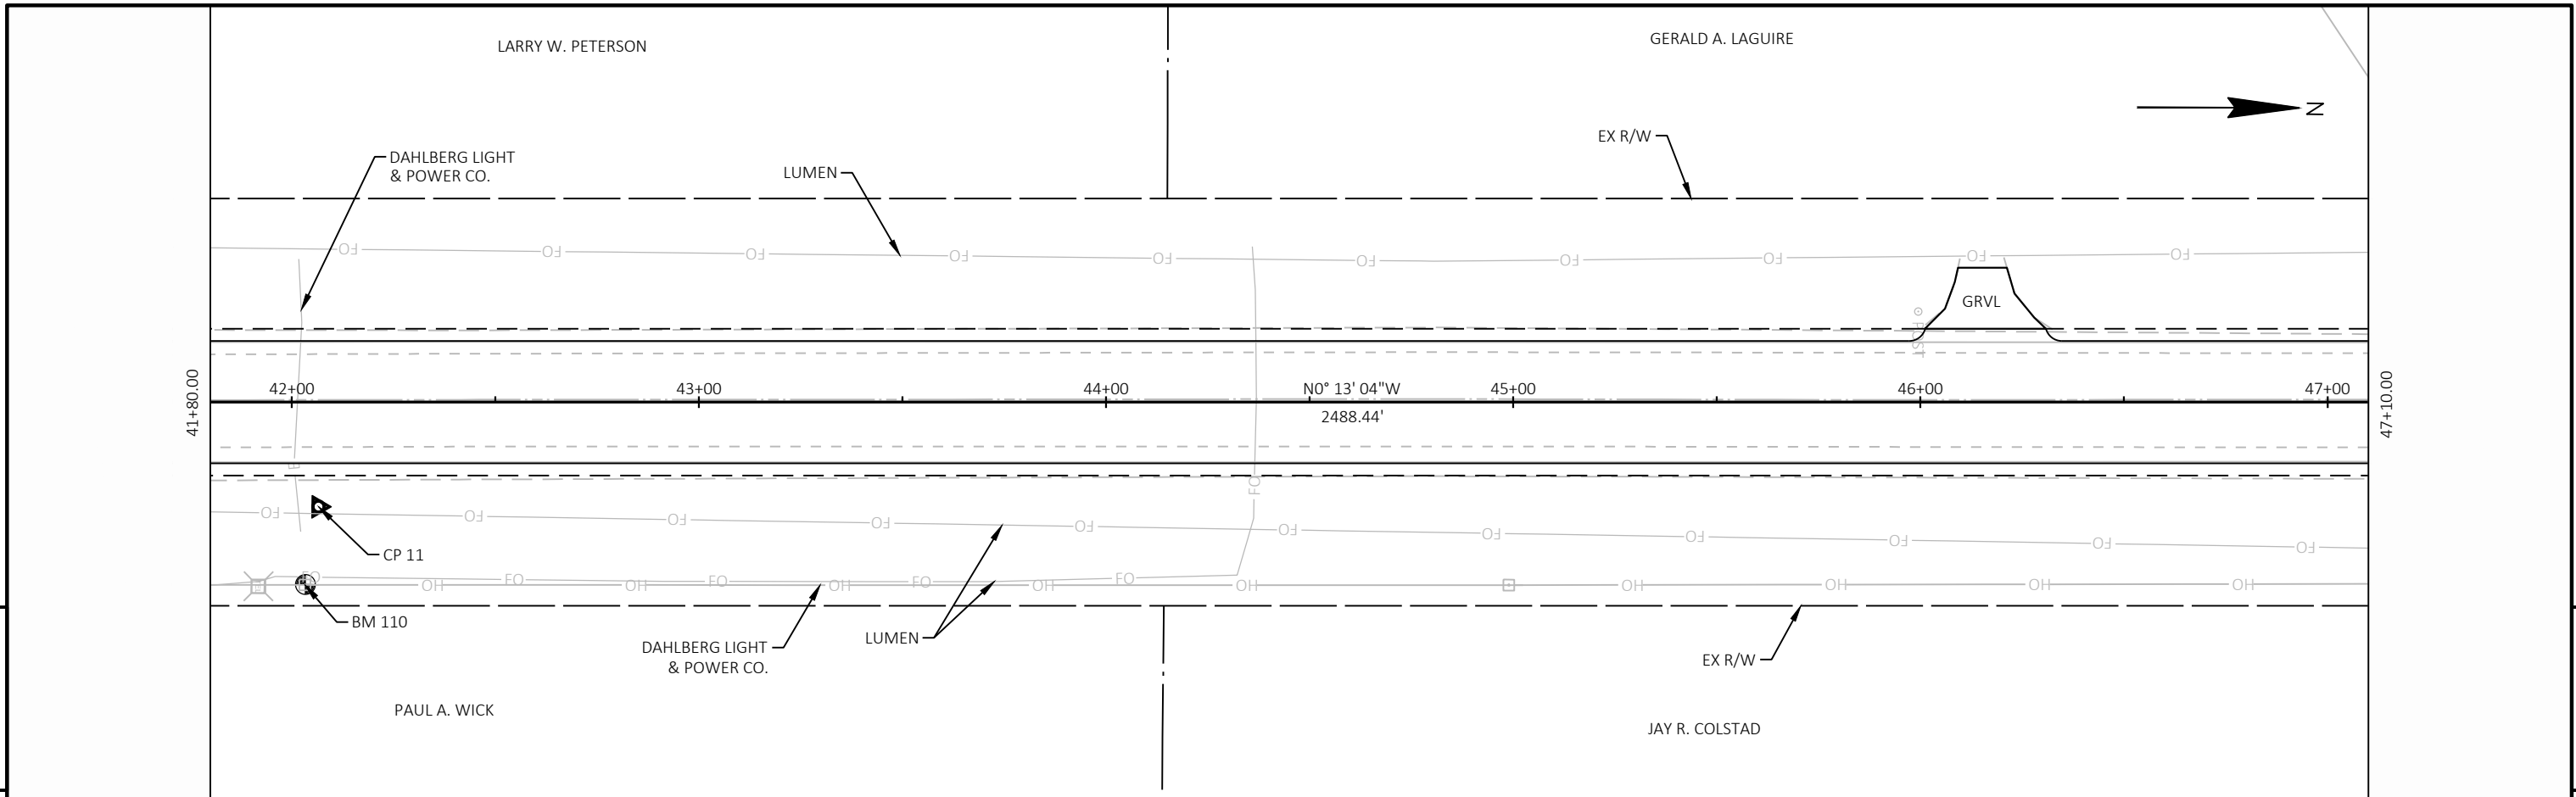 LARRY W. PETERSON
GERALD A. LAGUIRE
N
EX R/W
DAHLBERG LIGHT
& POWER CO.
LUMEN
FO FO FO FO FO FO FO FO FO FO
GRVL
41+80.00
42+00
43+00
44+00
N0° 13' 04"W
45+00
46+00
47+00
47+10.00
2488.44'
E
FO
FO FO FO FO FO FO FO FO FO FO FO
CP 11
FO FO FO FO FO
OH OH OH OH OH OH OH OH OH
BM 110
DAHLBERG LIGHT
& POWER CO.
LUMEN
EX R/W
PAUL A. WICK
JAY R. COLSTAD